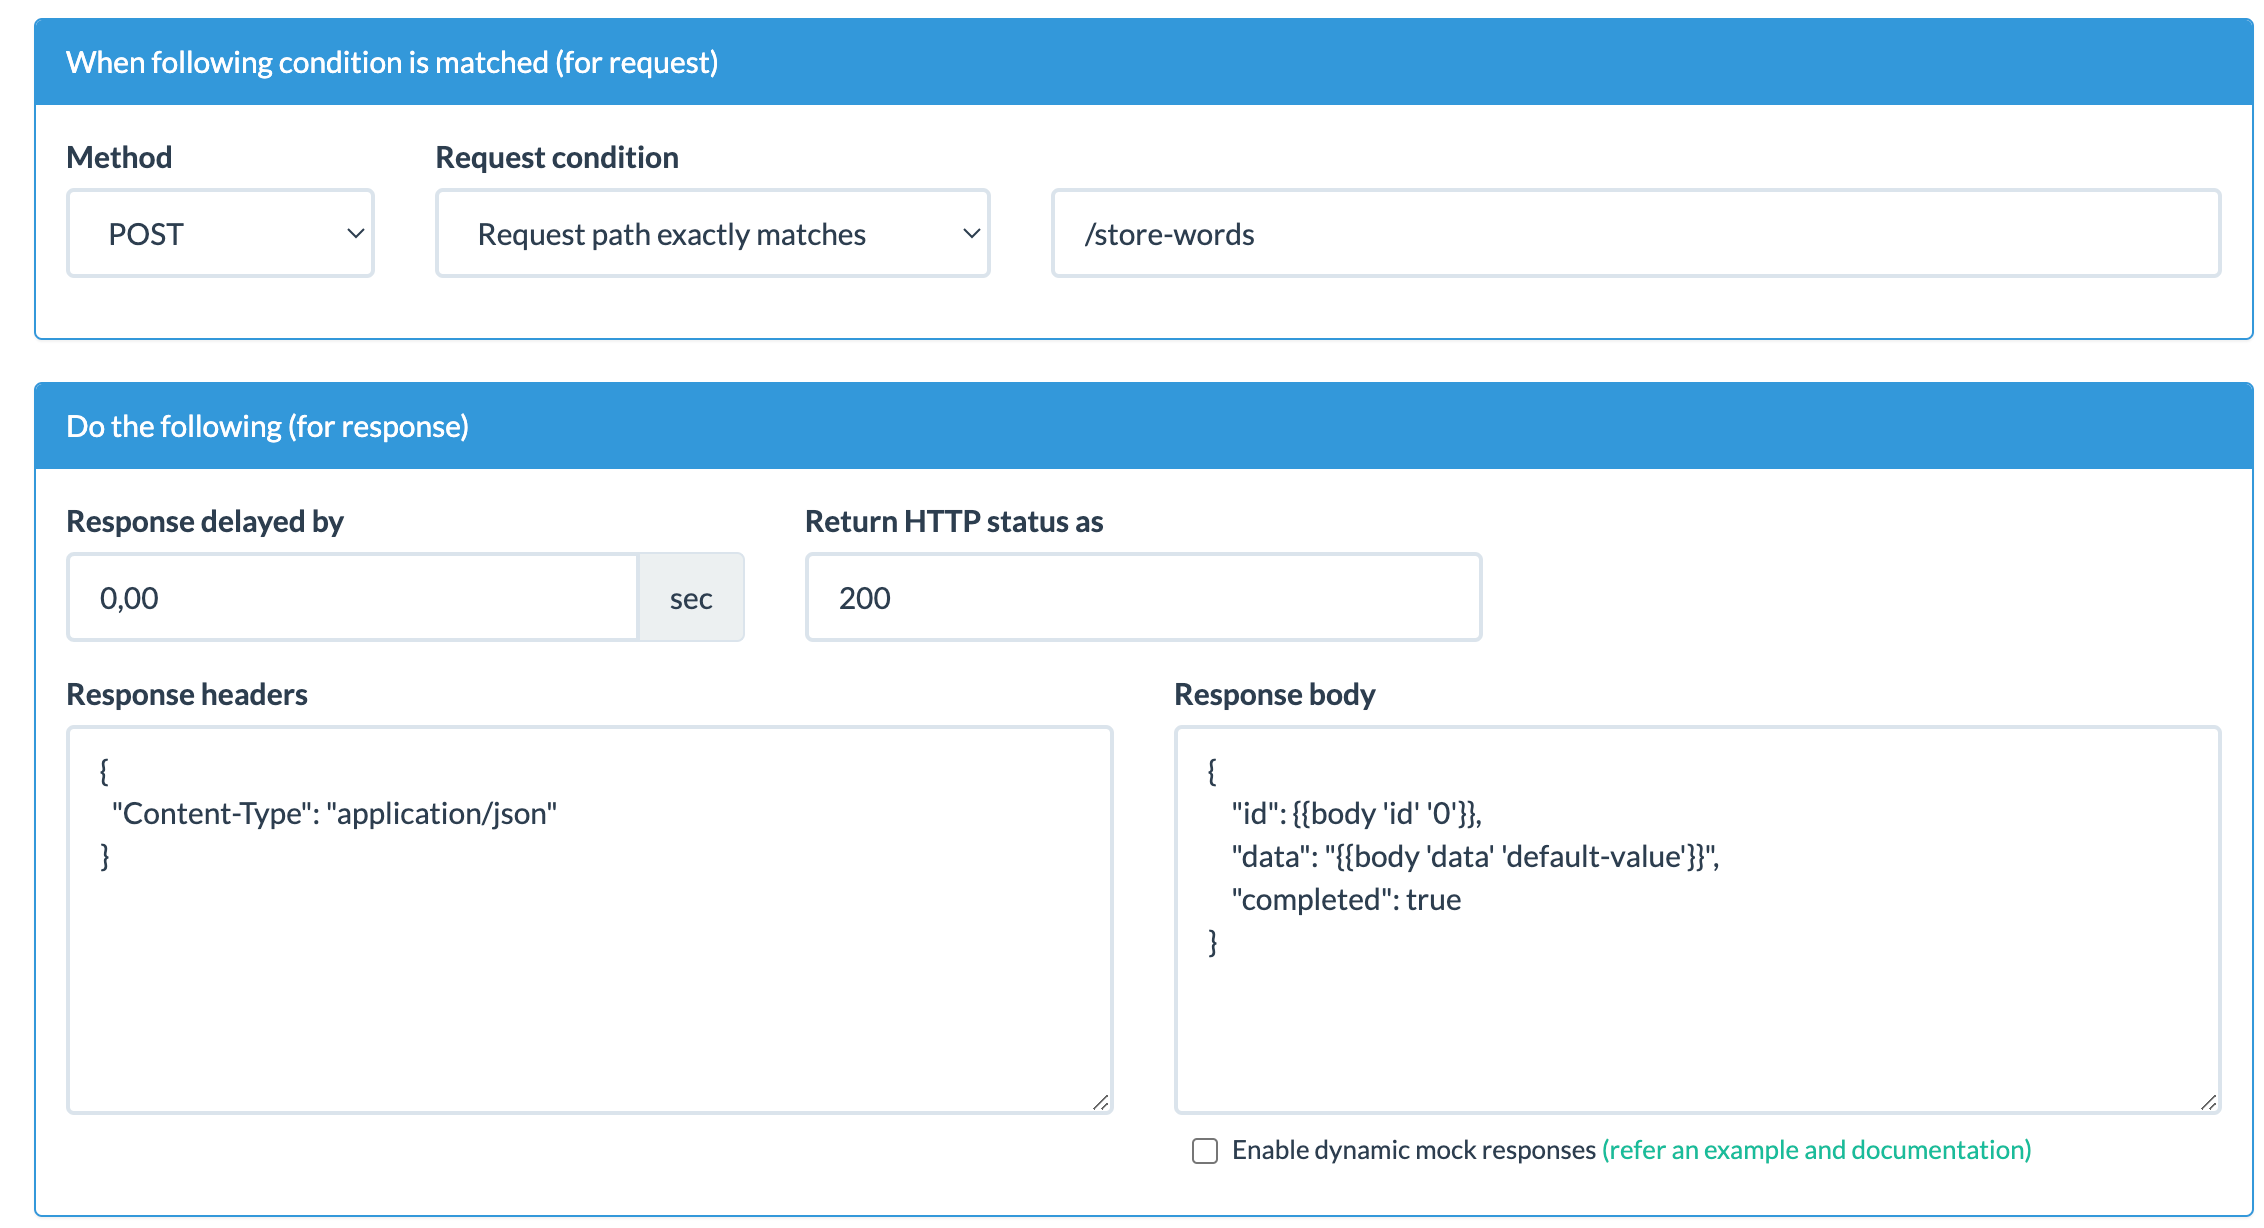 When following condition is matched (for request)
Method
Request condition
POST
Request path exactly matches
/store-words
Do the following (for response)
Response delayed by
Return HTTP status as
0,00
sec
200
Response headers
Response body
{
"Content-Type": "application/json"
}
{
"id": {{body 'id' '0'}},
"data": "{{body 'data' 'default-value'}}",
"completed": true
}
Enable dynamic mock responses (refer an example and documentation)